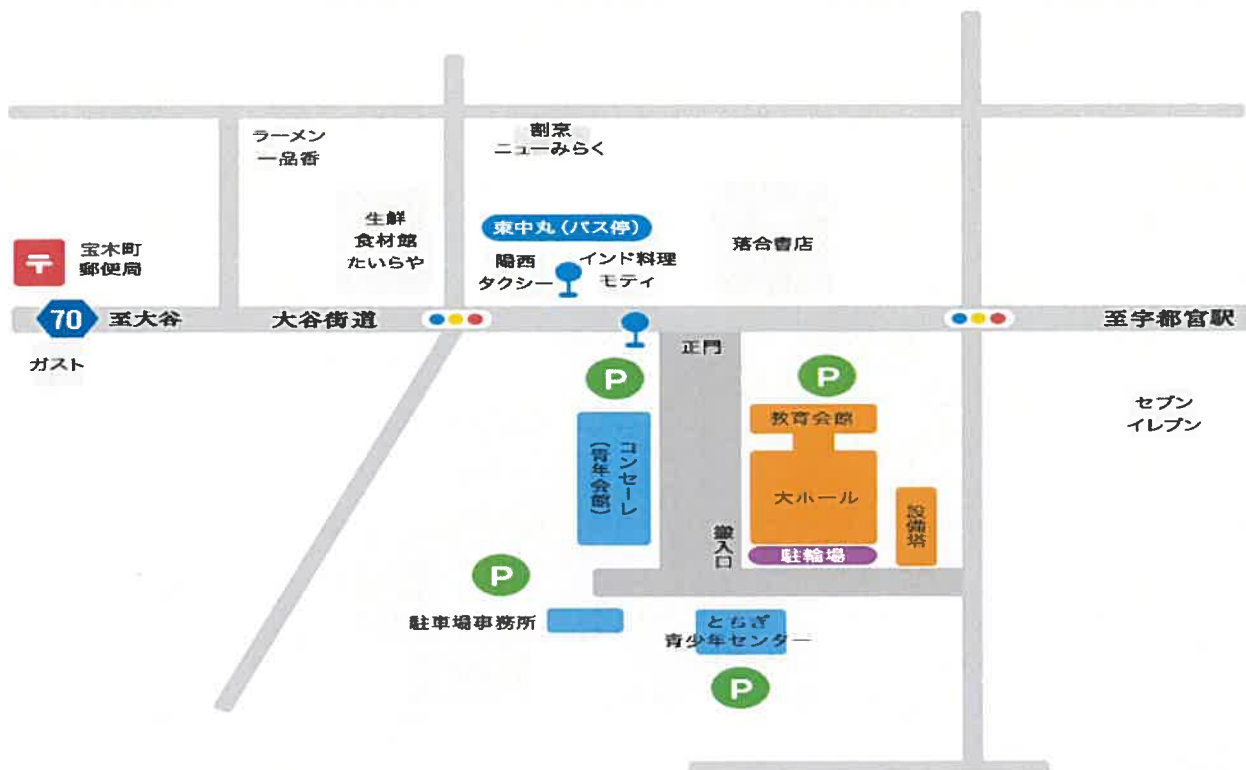 ラーメン
一品香
割烹
ニューみらく
生鮮
食材館
たいらや
東中丸(バス停)
落合書店
宝木町
郵便局
陽西
タクシー
インド料理
モティ
70
至大谷
大谷街道
至宇都宮駅
ガスト
正門
P
P
セブン
イレブン
教育会館
コンセーレ
(青年会館)
大ホール
設備塔
搬入口
駐輪場
P
駐車場事務所
とちぎ
青少年センター
P